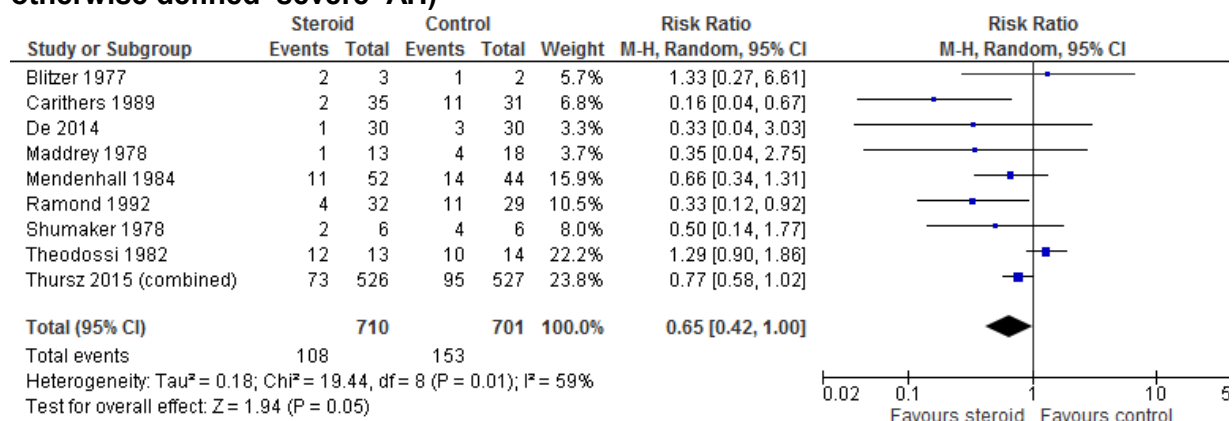 otherwise defined 'severe' AH)
Steroid Control Risk Ratio Risk Ratio
Study or Subgroup Events Total Events Total Weight M-H, Random, 95% CI M-H, Random, 95% CI
Blitzer 1977 2 3 1 2 5.7% 1.33 [0.27, 6.61]
Carithers 1989 2 35 11 31 6.8% 0.16 [0.04, 0.67]
De 2014 1 30 3 30 3.3% 0.33 [0.04, 3.03]
Maddrey 1978 1 13 4 18 3.7% 0.35 [0.04, 2.75]
Mendenhall 1984 11 52 14 44 15.9% 0.66 [0.34, 1.31]
Ramond 1992 4 32 11 29 10.5% 0.33 [0.12, 0.92]
Shumaker 1978 2 6 4 6 8.0% 0.50 [0.14, 1.77]
Theodossi 1982 12 13 10 14 22.2% 1.29 [0.90, 1.86]
Thursz 2015 (combined) 73 526 95 527 23.8% 0.77 [0.58, 1.02]
Total (95% CI) 710 701 100.0% 0.65 [0.42, 1.00]
Total events 108 153
Heterogeneity: Tau² = 0.18; Chi² = 19.44, df = 8 (P = 0.01); I² = 59%
Test for overall effect: Z = 1.94 (P = 0.05)
0.02 0.1 1 10 5
Favours steroid Favours control